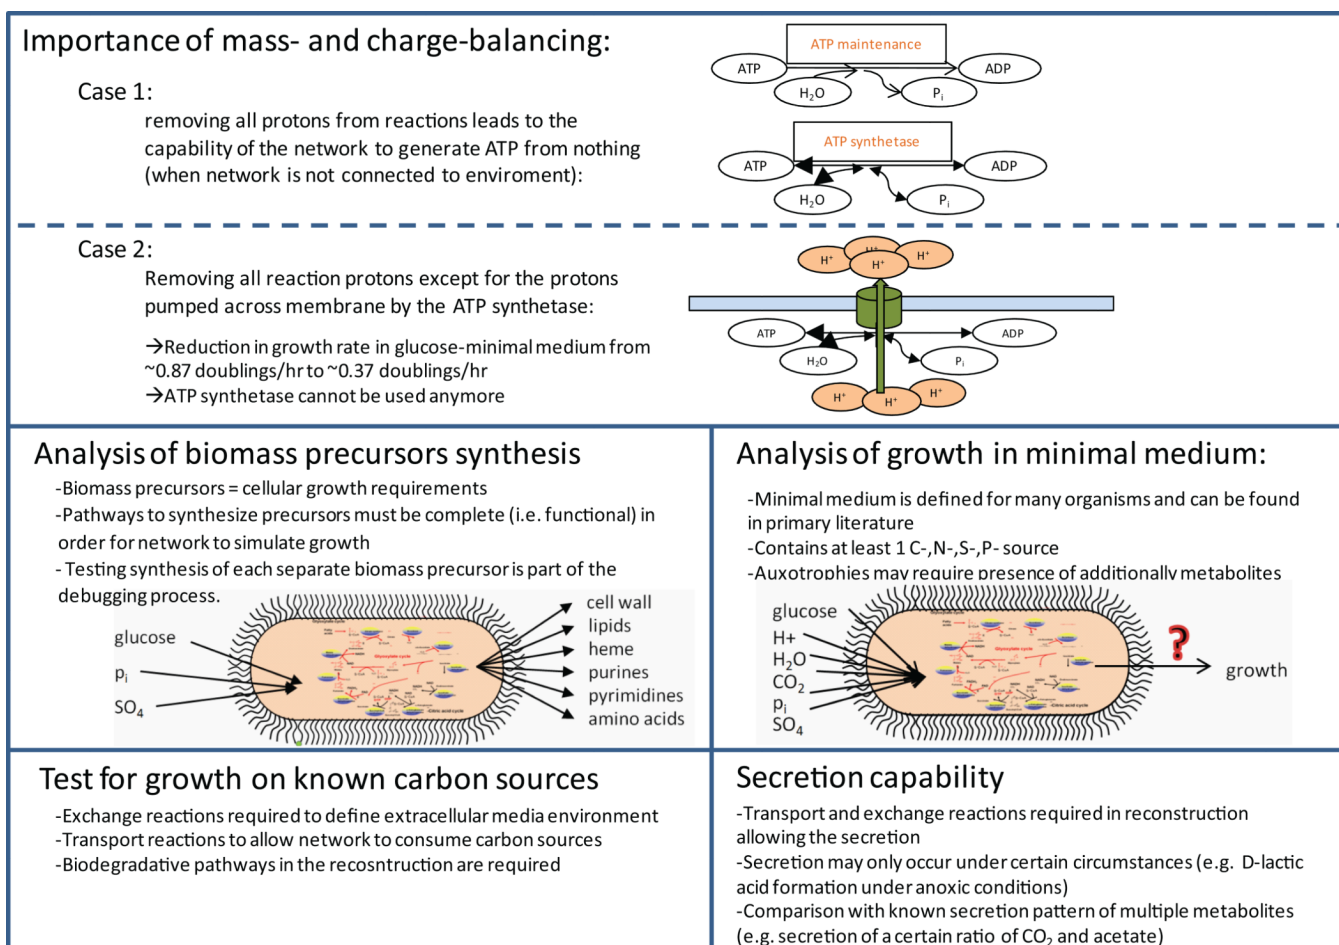 Importance of mass- and charge-balancing:
Case 1:
removing all protons from reactions leads to the
capability of the network to generate ATP from nothing
(when network is not connected to enviroment):
ATP maintenance
ATP
ADP
H2O
Pi
ATP synthetase
ATP
ADP
H2O
Pi
Case 2:
Removing all reaction protons except for the protons
pumped across membrane by the ATP synthetase:
→Reduction in growth rate in glucose-minimal medium from
~0.87 doublings/hr to ~0.37 doublings/hr
→ATP synthetase cannot be used anymore
H+
H+
H+
H+
ATP
ADP
H2O
Pi
H+
H+
H+
Analysis of biomass precursors synthesis
-Biomass precursors = cellular growth requirements
-Pathways to synthesize precursors must be complete (i.e. functional) in
order for network to simulate growth
- Testing synthesis of each separate biomass precursor is part of the
debugging process.
glucose
pi
SO4
Glyoxylate cycle
Citric acid cycle
cell wall
lipids
heme
purines
pyrimidines
amino acids
Analysis of growth in minimal medium:
-Minimal medium is defined for many organisms and can be found
in primary literature
-Contains at least 1 C-,N-,S-,P- source
-Auxotrophies may require presence of additionally metabolites
glucose
H+
H2O
CO2
pi
SO4
Glyoxylate cycle
Citric acid cycle
?
growth
Test for growth on known carbon sources
-Exchange reactions required to define extracellular media environment
-Transport reactions to allow network to consume carbon sources
-Biodegradative pathways in the recosntruction are required
Secretion capability
-Transport and exchange reactions required in reconstruction
allowing the secretion
-Secretion may only occur under certain circumstances (e.g. D-lactic
acid formation under anoxic conditions)
-Comparison with known secretion pattern of multiple metabolites
(e.g. secretion of a certain ratio of CO2 and acetate)